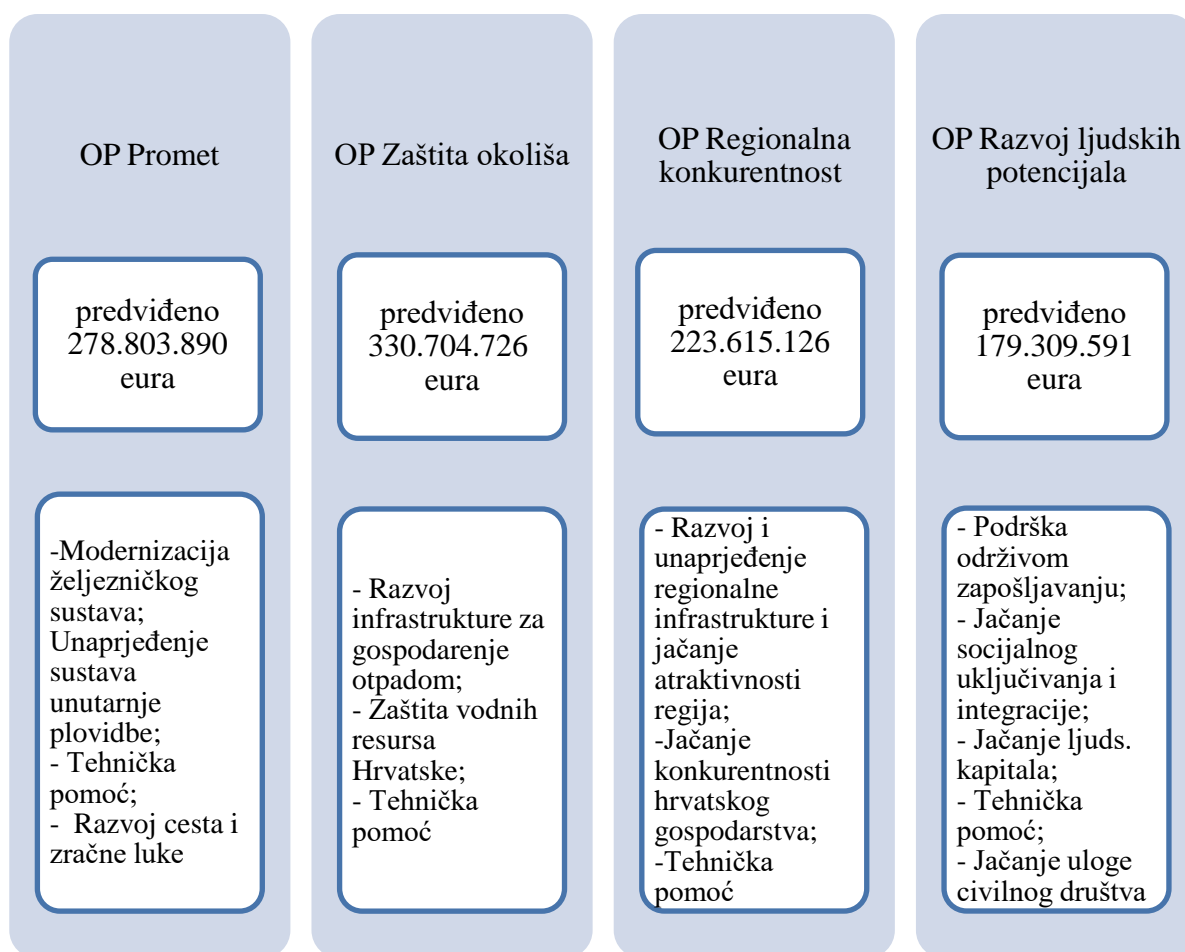 OP Promet
predviđeno
278.803.890
eura
-Modernizacija
željezničkog
sustava;
Unaprjeđenje
sustava
unutarnje
plovidbe;
- Tehnička
pomoć;
- Razvoj cesta i
zračne luke
OP Zaštita okoliša
predviđeno
330.704.726
eura
- Razvoj
infrastrukture za
gospodarenje
otpadom;
- Zaštita vodnih
resursa
Hrvatske;
- Tehnička
pomoć
OP Regionalna
konkurentnost
predviđeno
223.615.126
eura
- Razvoj i
unaprjeđenje
regionalne
infrastrukture i
jačanje
atraktivnosti
regija;
-Jačanje
konkurentnosti
hrvatskog
gospodarstva;
-Tehnička
pomoć
OP Razvoj ljudskih
potencijala
predviđeno
179.309.591
eura
- Podrška
održivom
zapošljavanju;
- Jačanje
socijalnog
uključivanja i
integracije;
- Jačanje ljuds.
kapitala;
- Tehnička
pomoć;
- Jačanje uloge
civilnog društva